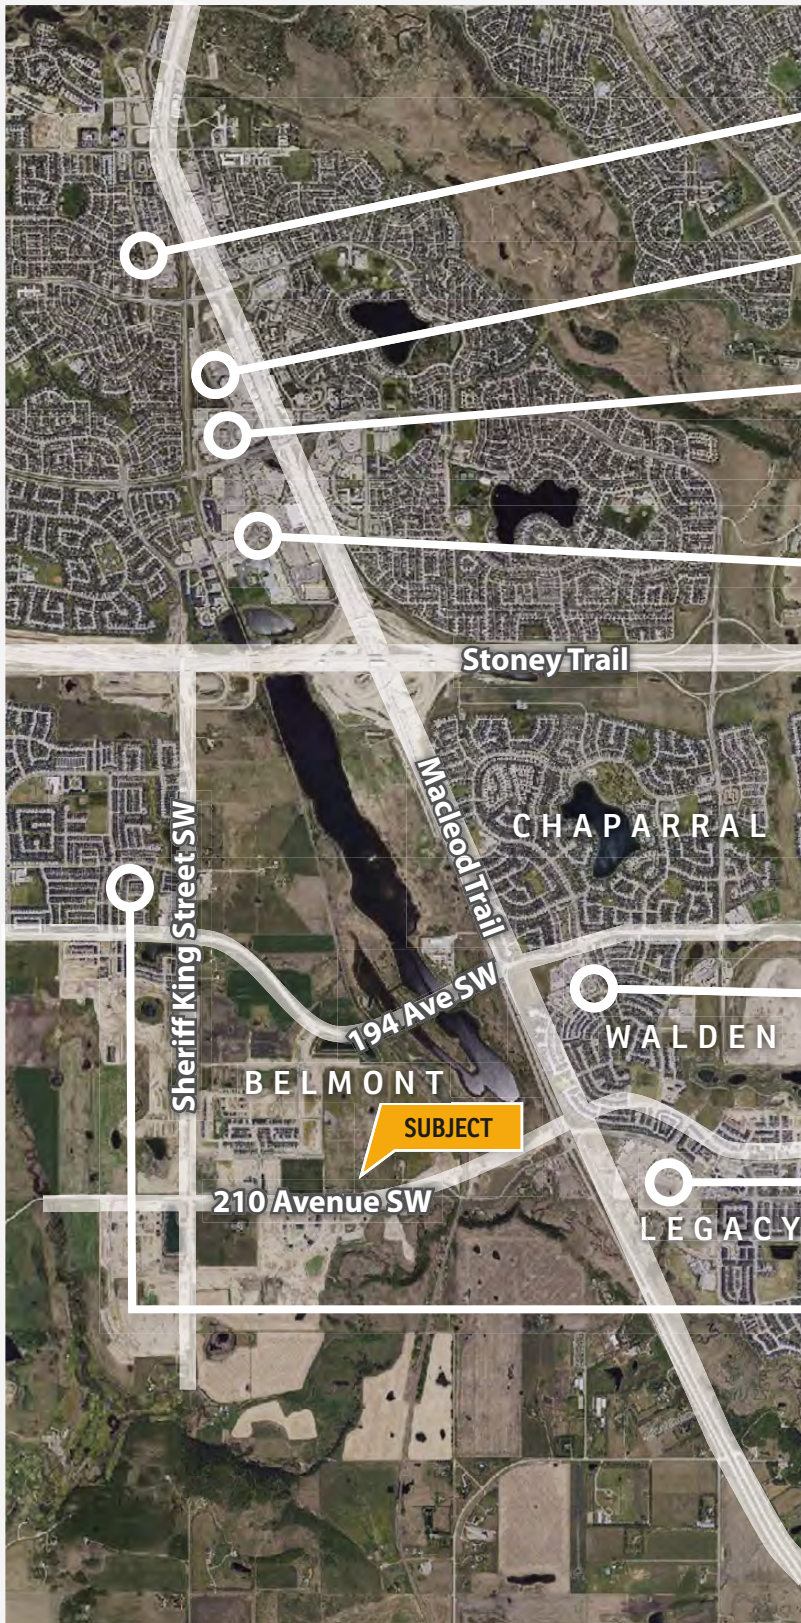 Stoney Trail
Macleod Trail
CHAPARRAL
Sheriff King Street SW
194 Ave SW
WALDEN
BELMONT
SUBJECT
210 Avenue SW
LEGACY